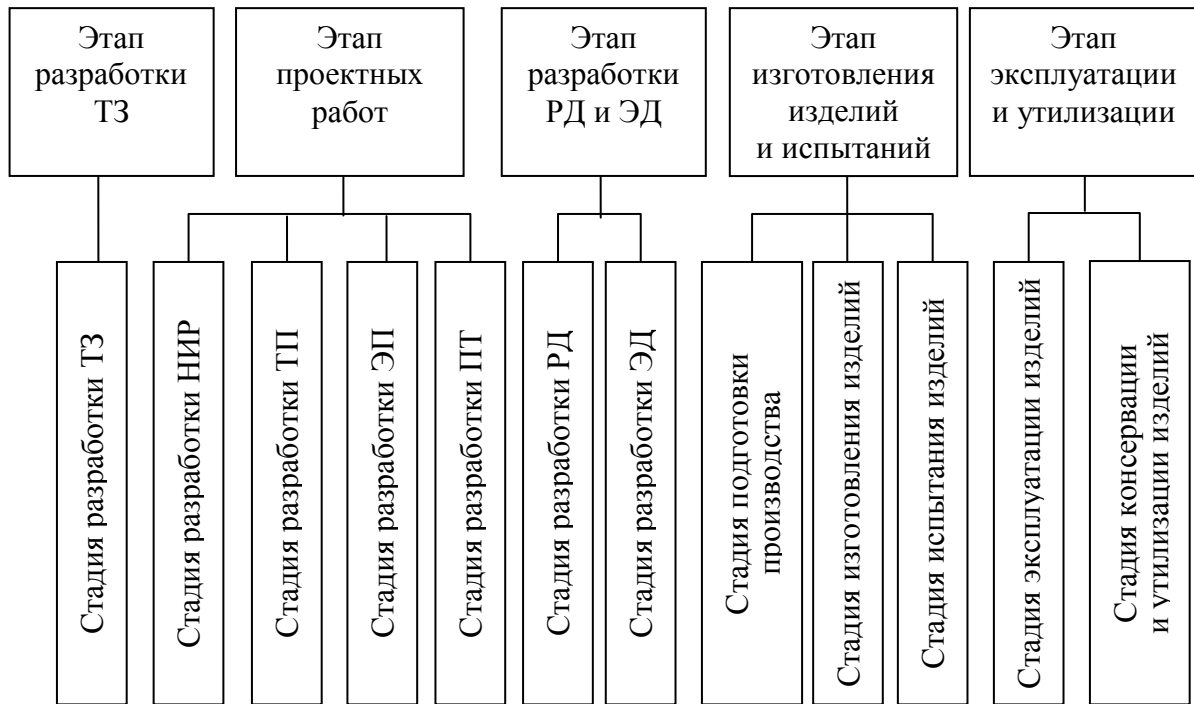 Этап
разработки
ТЗ
Этап
проектных
работ
Этап
разработки
РД и ЭД
Этап
изготовления
изделий
и испытаний
Этап
эксплуатации
и утилизации
Стадия разработки ТЗ
Стадия разработки НИР
Стадия разработки ТП
Стадия разработки ЭП
Стадия разработки ПТ
Стадия разработки РД
Стадия разработки ЭД
Стадия подготовки
производства
Стадия изготовления изделий
Стадия испытания изделий
Стадия эксплуатации изделий
Стадия консервации
и утилизации изделий